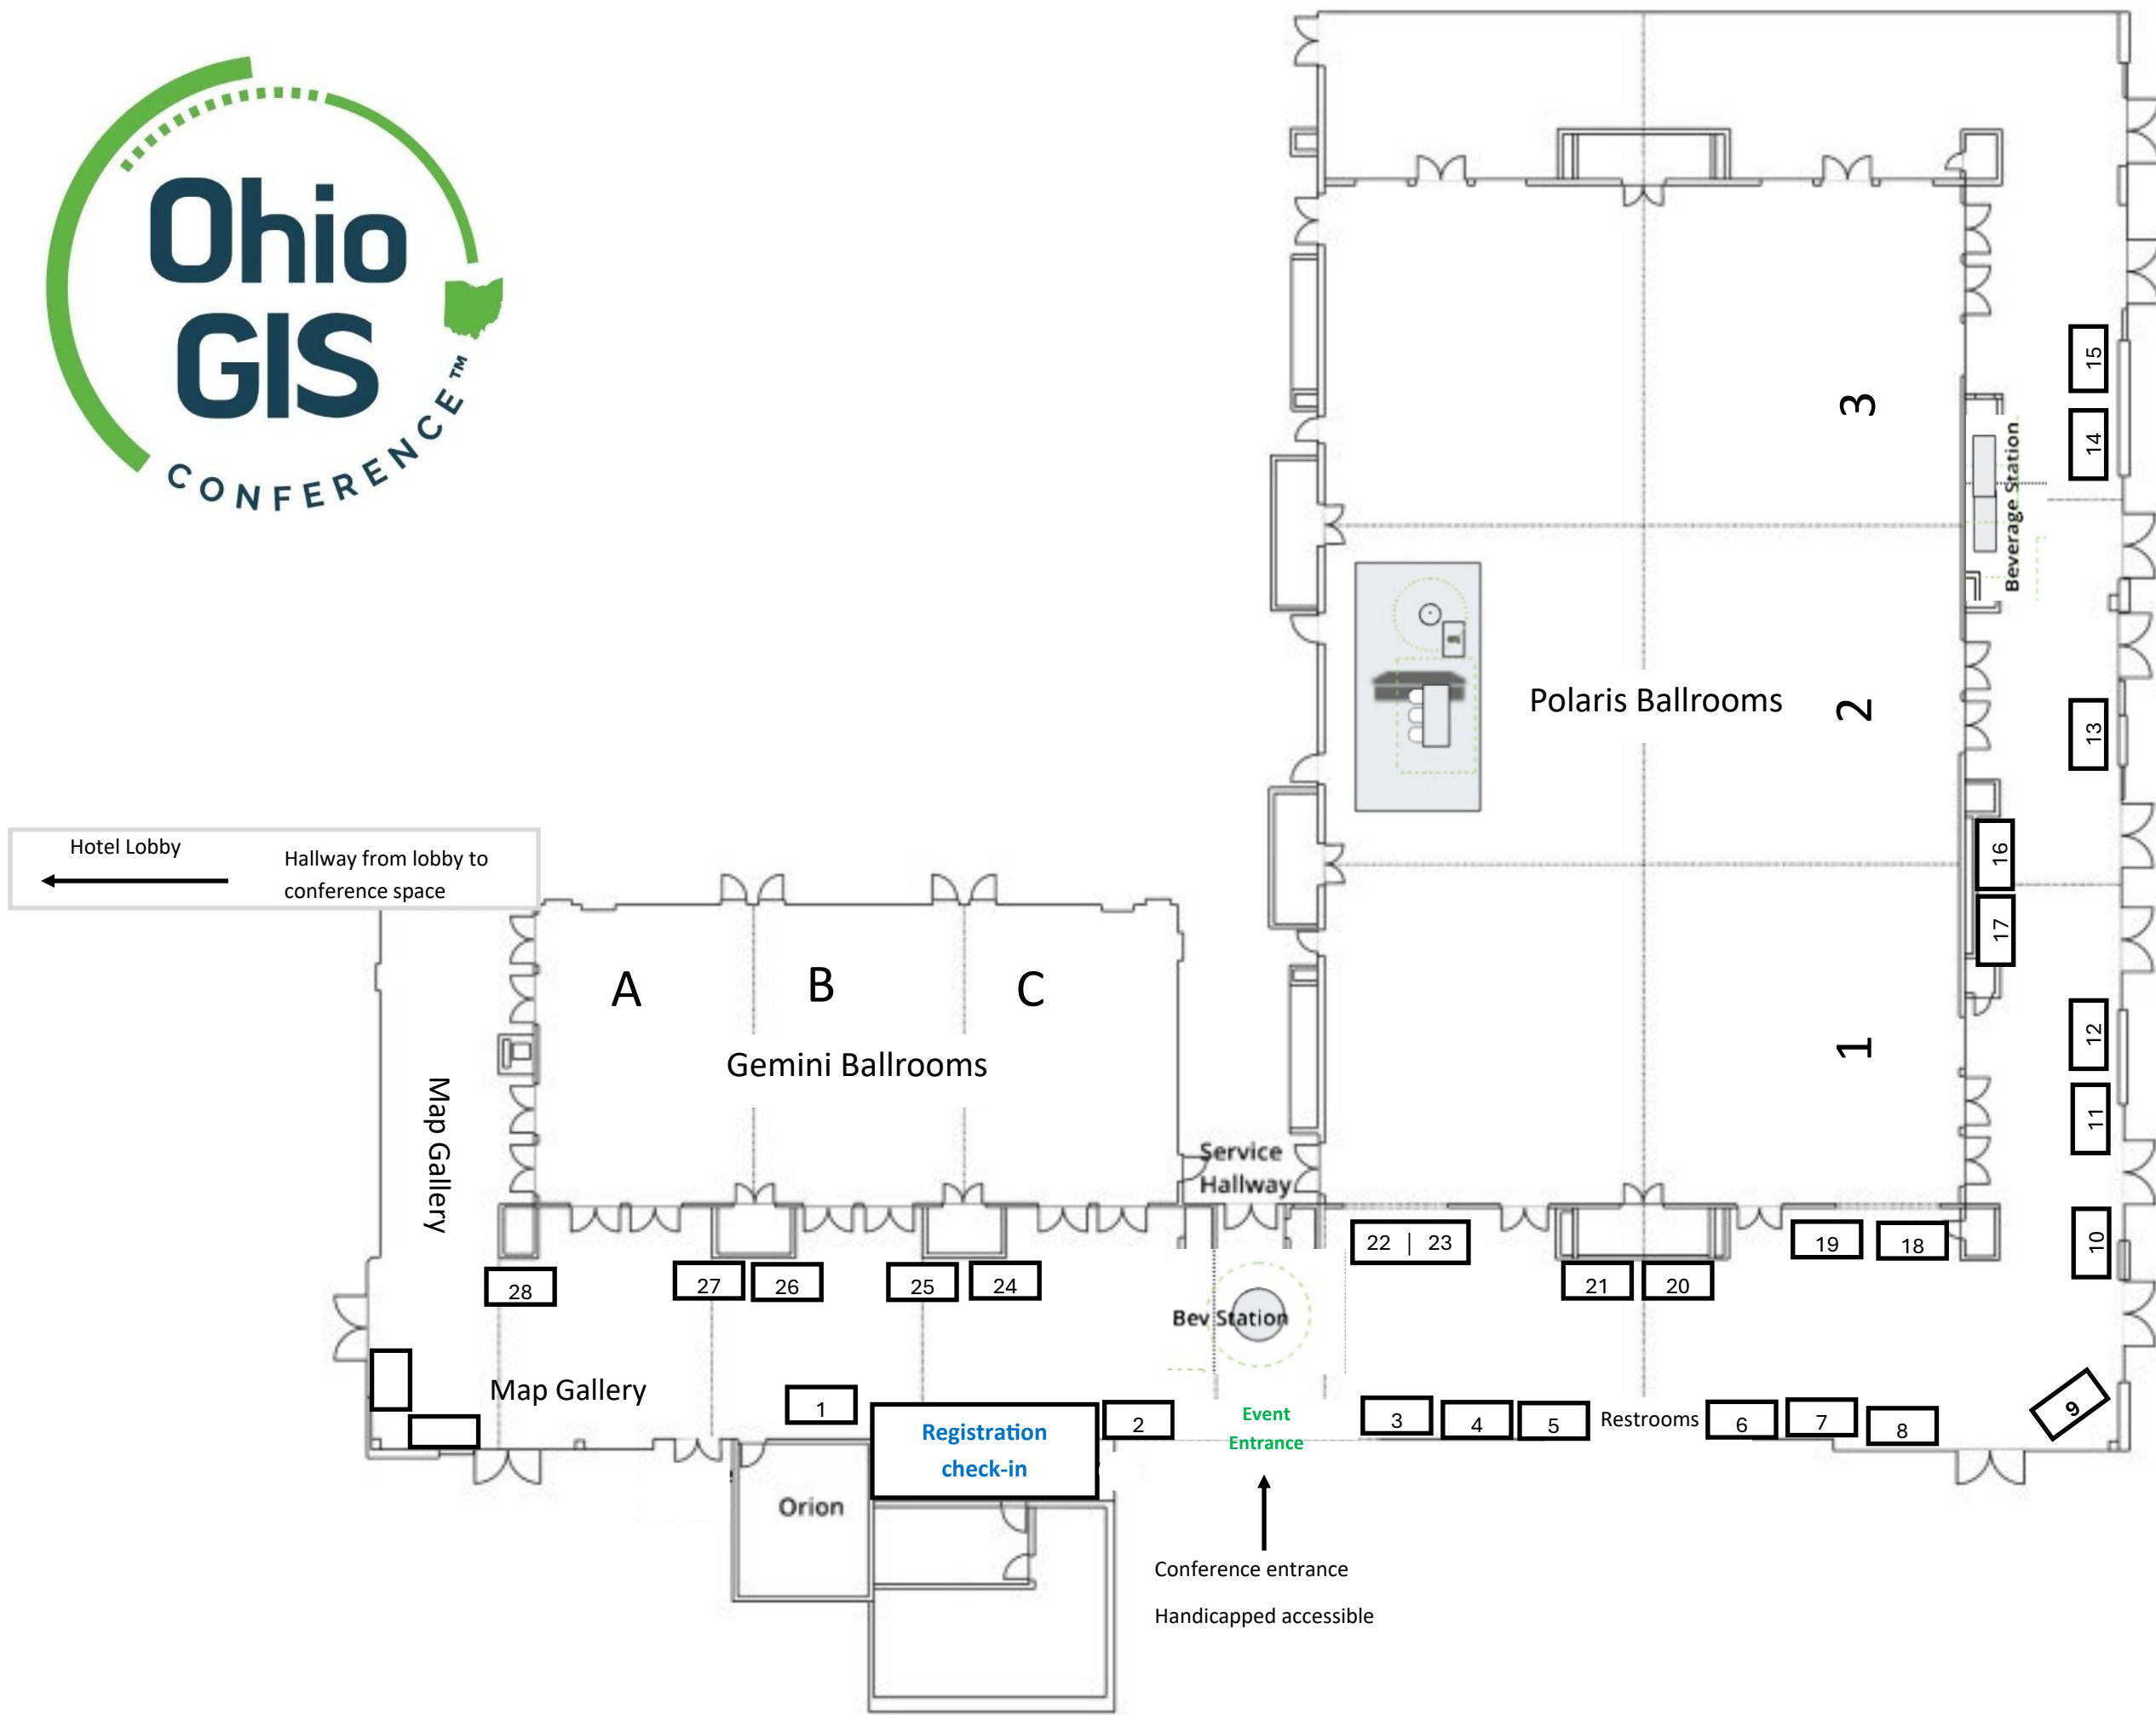 Ohio
GIS
CONFERENCE™
15
14
3
Beverage Station
Polaris Ballrooms
2
13
Hotel Lobby
Hallway from lobby to
conference space
16
17
A
B
C
Gemini Ballrooms
Map Gallery
1
12
11
Service
Hallway
22 | 23
19
18
10
28
27
26
25
24
21
20
Bev Station
Map Gallery
1
Registration
check-in
2
Event
Entrance
3
4
5
Restrooms
6
7
8
9
Orion
Conference entrance
Handicapped accessible